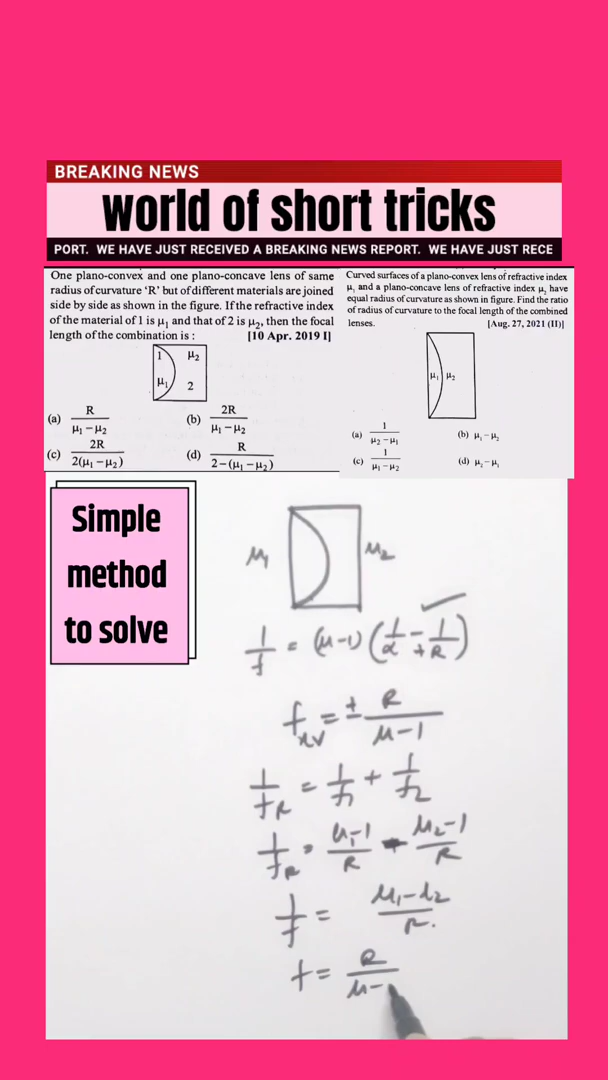 BREAKING NEWS
world of short tricks
PORT. WE HAVE JUST RECEIVED A BREAKING NEWS REPORT. WE HAVE JUST RECE
One plano-convex and one plano-concave lens of same
radius of curvature 'R' but of different materials are joined
side by side as shown in the figure. If the refractive index
of the material of 1 is μ₁ and that of 2 is μ₂, then the focal
length of the combination is : [10 Apr. 2019 I]
1 μ₂
μ₁ 2
(a) R/(μ₁ − μ₂) (b) 2R/(μ₁ − μ₂)
(c) 2R/(2(μ₁ − μ₂)) (d) R/(2 − (μ₁ − μ₂))
Curved surfaces of a plano-convex lens of refractive index
μ₁ and a plano-concave lens of refractive index μ₂ have
equal radius of curvature as shown in figure. Find the ratio
of radius of curvature to the focal length of the combined
lenses. [Aug. 27, 2021 (II)]
μ₁ μ₂
(a) 1/(μ₂ − μ₁) (b) μ₁ − μ₂
(c) 1/(μ₁ − μ₂) (d) μ₂ − μ₁
Simple
method
to solve
μ₁ μ₂
1/f = (μ-1) (1/α - 1/+R)
f = ± R/(μ-1)
1/fR = 1/f1 + 1/f2
1/fR = (μ1-1)/R - (μ2-1)/R
1/f = (μ1-μ2)/R.
f = R/(μ-